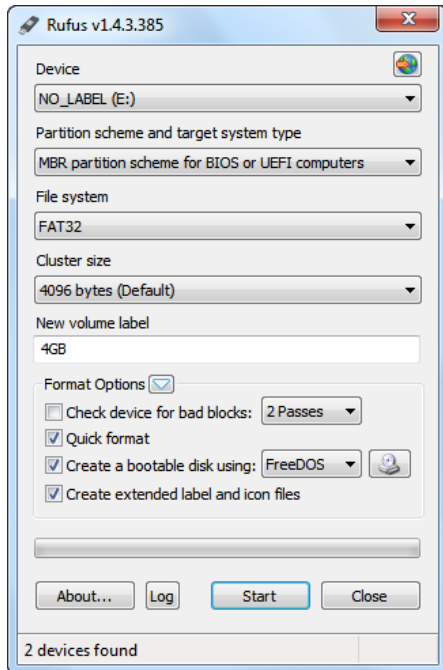 Rufus v1.4.3.385
Device
NO_LABEL (E:)
Partition scheme and target system type
MBR partition scheme for BIOS or UEFI computers
File system
FAT32
Cluster size
4096 bytes (Default)
New volume label
4GB
Format Options
Check device for bad blocks: 2 Passes
Quick format
Create a bootable disk using: FreeDOS
Create extended label and icon files
About... Log Start Close
2 devices found